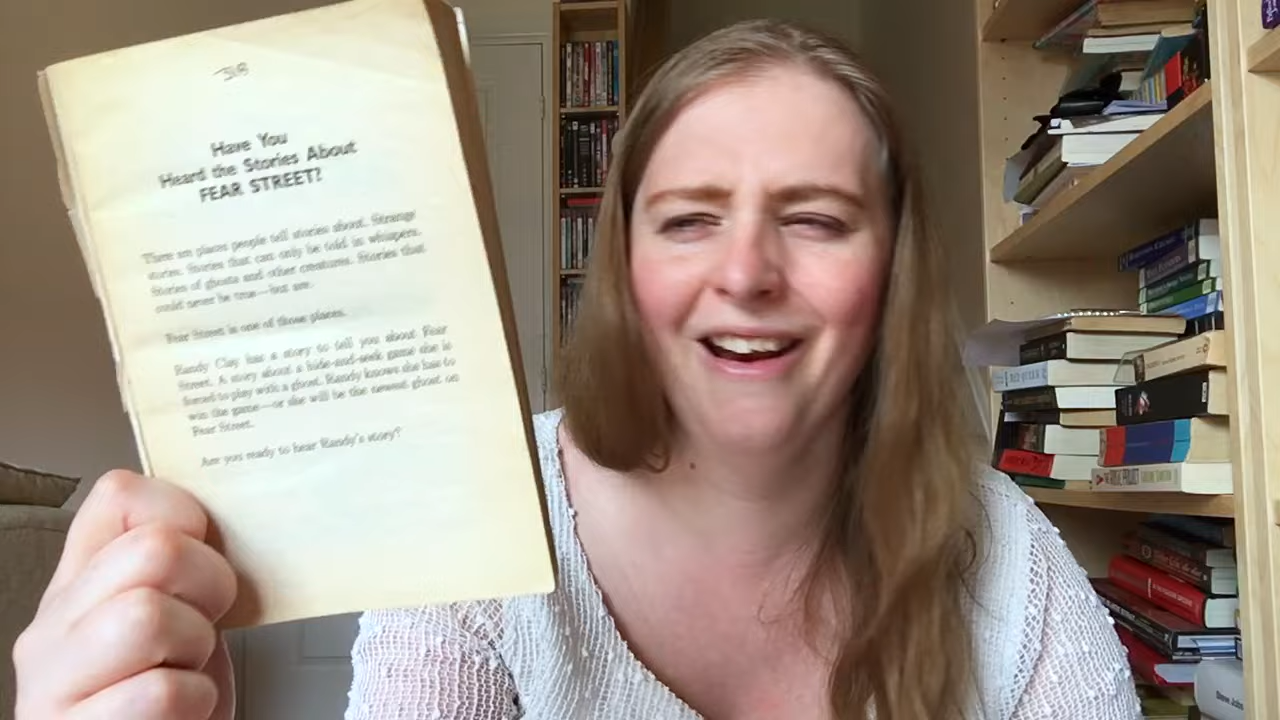 318
Have You
Heard the Stories About
FEAR STREET?
There are places people tell stories about. Strange
stories. Stories that can only be told in whispers.
Stories of ghosts and other creatures. Stories that
could never be true—but are.
Fear Street is one of those places.
Randy Clay has a story to tell you about Fear
Street. A story about a hide-and-seek game she is
forced to play with a ghost. Randy knows she has to
win the game—or she will be the newest ghost on
Fear Street.
Are you ready to hear Randy's story?
Steve Jobs